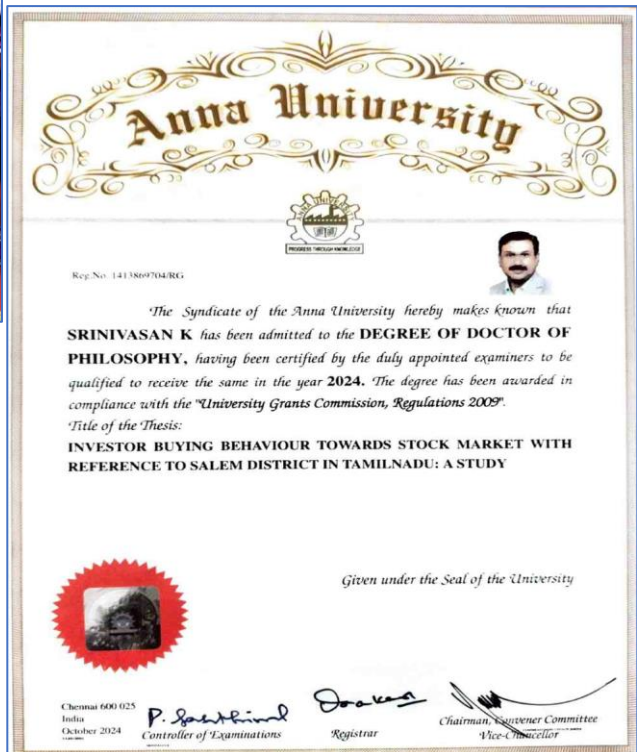 Anna University
ANNA UNIVERSITY
PROGRESS THROUGH KNOWLEDGE
Reg.No. 1413869704/RG
The Syndicate of the Anna University hereby makes known that
SRINIVASAN K has been admitted to the DEGREE OF DOCTOR OF
PHILOSOPHY, having been certified by the duly appointed examiners to be
qualified to receive the same in the year 2024. The degree has been awarded in
compliance with the "University Grants Commission, Regulations 2009".
Title of the Thesis:
INVESTOR BUYING BEHAVIOUR TOWARDS STOCK MARKET WITH
REFERENCE TO SALEM DISTRICT IN TAMILNADU: A STUDY
Given under the Seal of the University
Chennai 600 025
India
October 2024
Controller of Examinations
Registrar
Chairman, Convener Committee
Vice-Chancellor